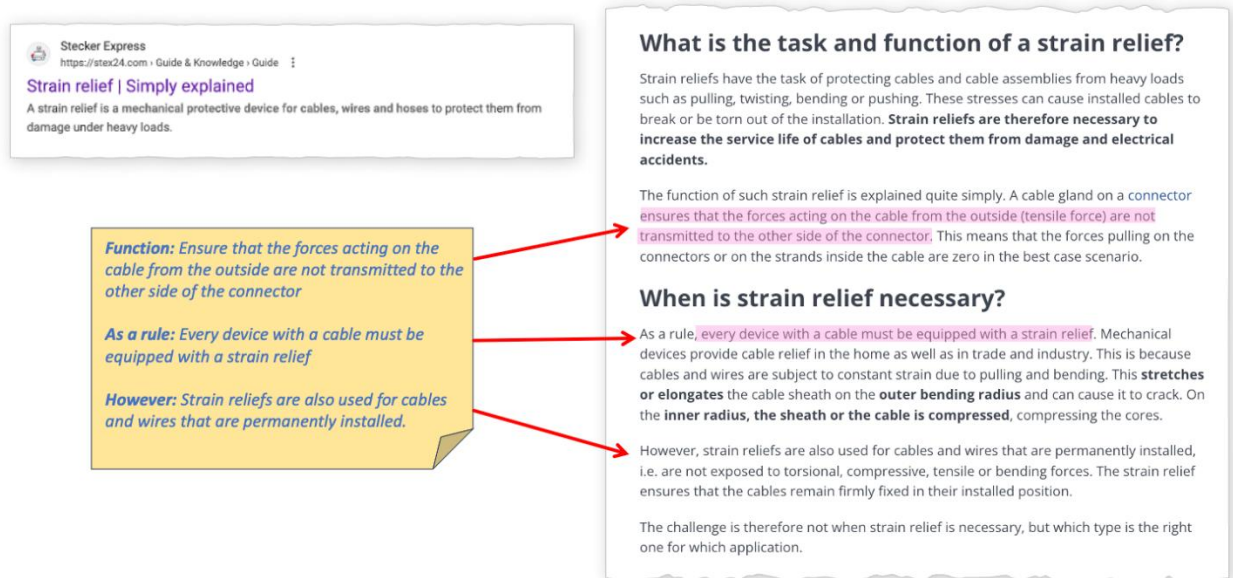 Stecker Express
https://stex24.com › Guide & Knowledge › Guide
Strain relief | Simply explained
A strain relief is a mechanical protective device for cables, wires and hoses to protect them from
damage under heavy loads.
Function: Ensure that the forces acting on the
cable from the outside are not transmitted to the
other side of the connector
As a rule: Every device with a cable must be
equipped with a strain relief
However: Strain reliefs are also used for cables
and wires that are permanently installed.
What is the task and function of a strain relief?
Strain reliefs have the task of protecting cables and cable assemblies from heavy loads
such as pulling, twisting, bending or pushing. These stresses can cause installed cables to
break or be torn out of the installation. Strain reliefs are therefore necessary to
increase the service life of cables and protect them from damage and electrical
accidents.
The function of such strain relief is explained quite simply. A cable gland on a connector
ensures that the forces acting on the cable from the outside (tensile force) are not
transmitted to the other side of the connector. This means that the forces pulling on the
connectors or on the strands inside the cable are zero in the best case scenario.
When is strain relief necessary?
As a rule, every device with a cable must be equipped with a strain relief. Mechanical
devices provide cable relief in the home as well as in trade and industry. This is because
cables and wires are subject to constant strain due to pulling and bending. This stretches
or elongates the cable sheath on the outer bending radius and can cause it to crack. On
the inner radius, the sheath or the cable is compressed, compressing the cores.
However, strain reliefs are also used for cables and wires that are permanently installed,
i.e. are not exposed to torsional, compressive, tensile or bending forces. The strain relief
ensures that the cables remain firmly fixed in their installed position.
The challenge is therefore not when strain relief is necessary, but which type is the right
one for which application.